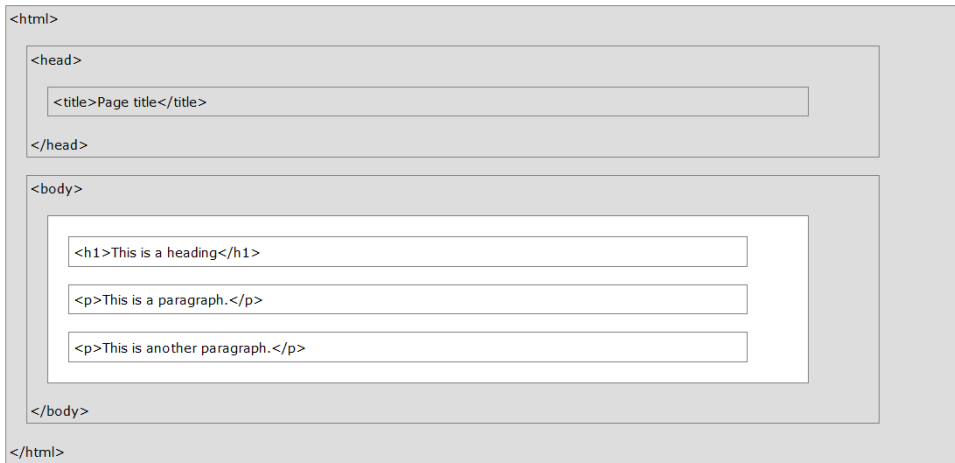 <html>
<head>
<title>Page title</title>
</head>
<body>
<h1>This is a heading</h1>
<p>This is a paragraph.</p>
<p>This is another paragraph.</p>
</body>
</html>